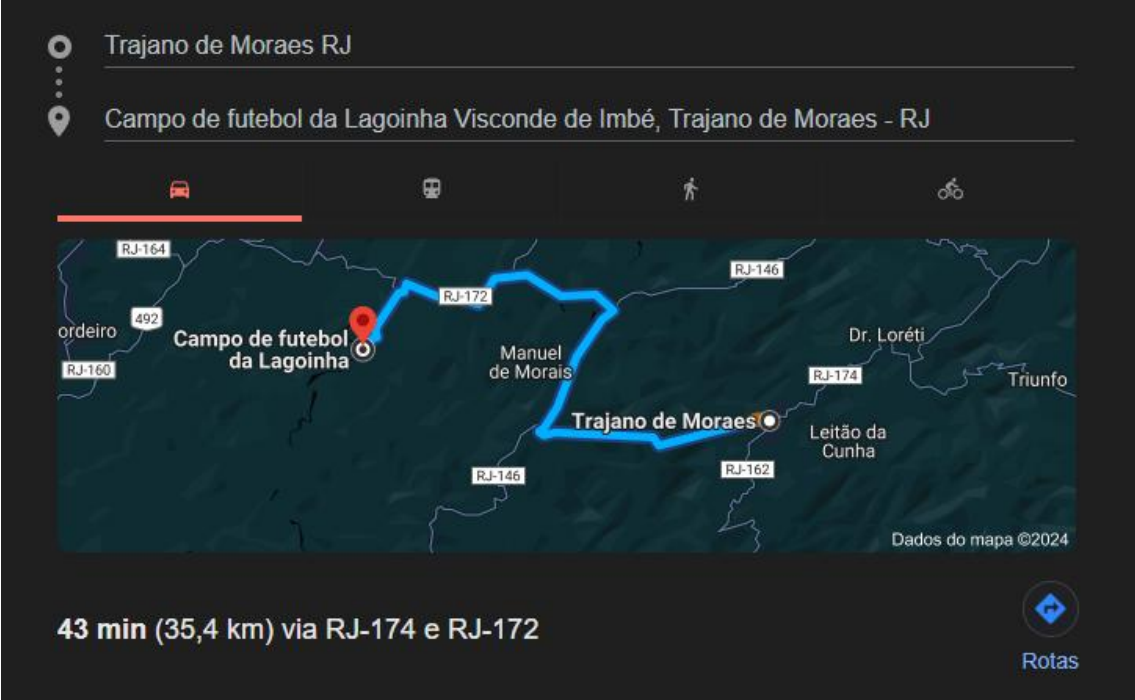 Trajano de Moraes RJ
Campo de futebol da Lagoinha Visconde de Imbé, Trajano de Moraes - RJ
RJ-164
RJ-146
RJ-172
492
ordeiro
Campo de futebol
da Lagoinha
Manuel
de Morais
Dr. Loréti
RJ-160
RJ-174
Triunfo
Trajano de Moraes
Leitão da
Cunha
RJ-146
RJ-162
Dados do mapa ©2024
43 min (35,4 km) via RJ-174 e RJ-172
Rotas